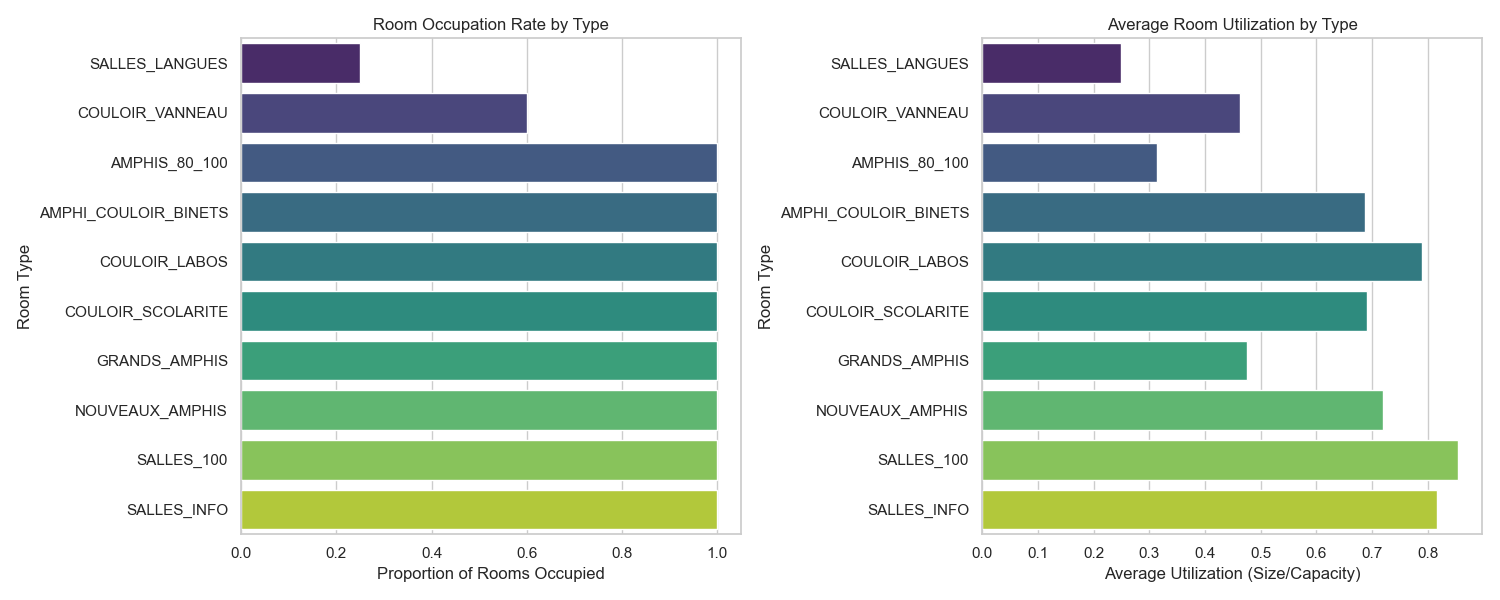 Room Occupation Rate by Type
Room Type
SALLES_LANGUES
COULOIR_VANNEAU
AMPHIS_80_100
AMPHI_COULOIR_BINETS
COULOIR_LABOS
COULOIR_SCOLARITE
GRANDS_AMPHIS
NOUVEAUX_AMPHIS
SALLES_100
SALLES_INFO
0.0 0.2 0.4 0.6 0.8 1.0
Proportion of Rooms Occupied
Average Room Utilization by Type
Room Type
SALLES_LANGUES
COULOIR_VANNEAU
AMPHIS_80_100
AMPHI_COULOIR_BINETS
COULOIR_LABOS
COULOIR_SCOLARITE
GRANDS_AMPHIS
NOUVEAUX_AMPHIS
SALLES_100
SALLES_INFO
0.0 0.1 0.2 0.3 0.4 0.5 0.6 0.7 0.8
Average Utilization (Size/Capacity)